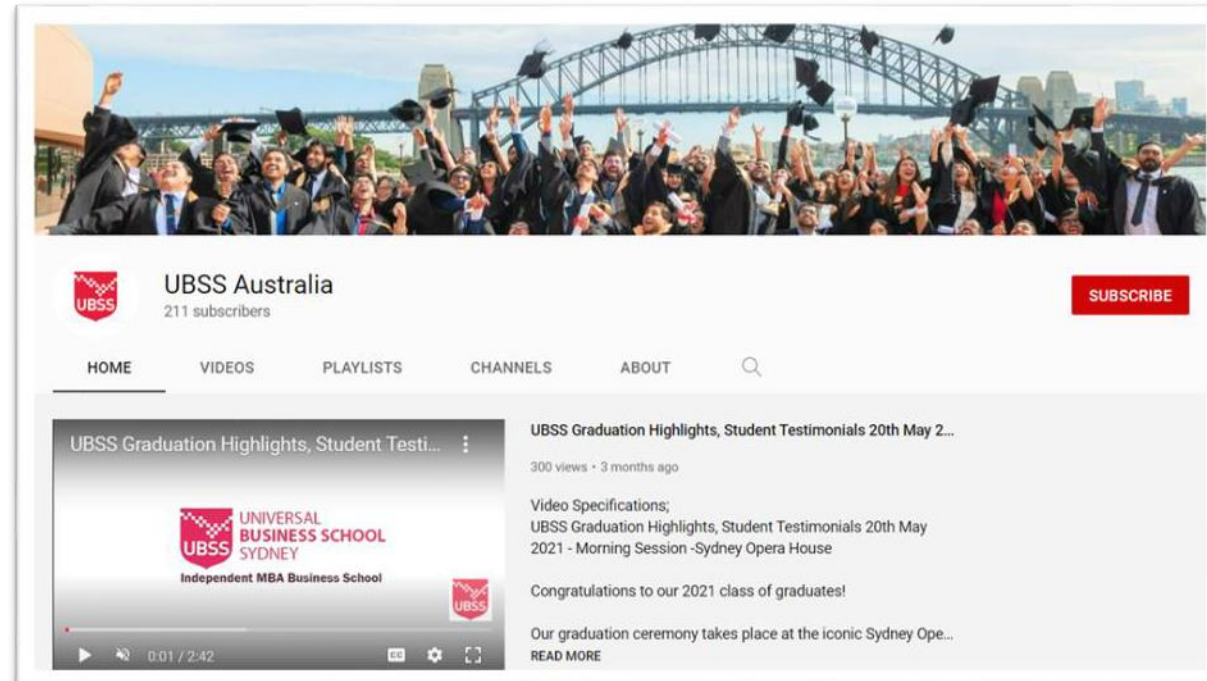 UBSS
UBSS Australia
211 subscribers
SUBSCRIBE
HOME VIDEOS PLAYLISTS CHANNELS ABOUT
UBSS Graduation Highlights, Student Testi...
UBSS
UNIVERSAL
BUSINESS SCHOOL
SYDNEY
Independent MBA Business School
UBSS
0:01 / 2:42
CC
UBSS Graduation Highlights, Student Testimonials 20th May 2...
300 views • 3 months ago
Video Specifications;
UBSS Graduation Highlights, Student Testimonials 20th May
2021 - Morning Session -Sydney Opera House
Congratulations to our 2021 class of graduates!
Our graduation ceremony takes place at the iconic Sydney Ope...
READ MORE